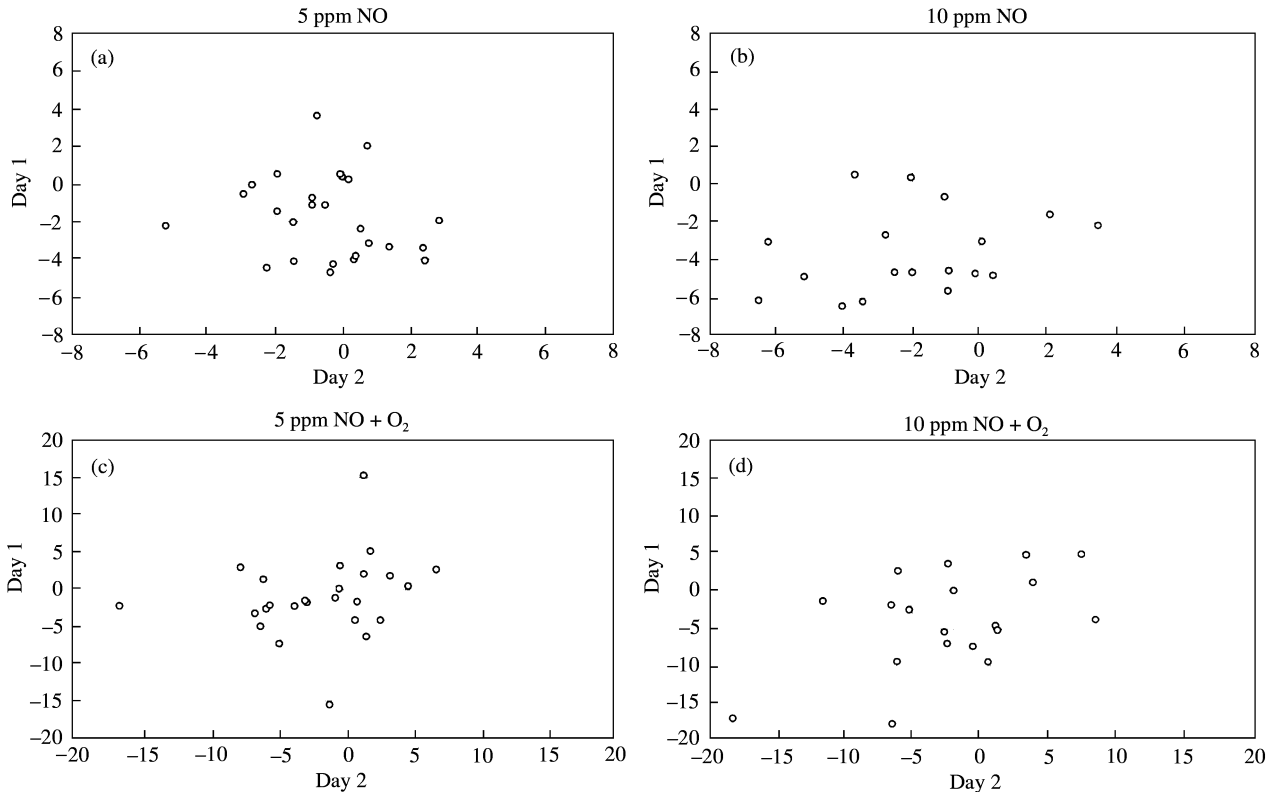 5 ppm NO
(a)
8
6
4
2
0
−2
−4
−6
−8
Day 1
−8 −6 −4 −2 0 2 4 6 8
Day 2
10 ppm NO
(b)
8
6
4
2
0
−2
−4
−6
−8
Day 1
−8 −6 −4 −2 0 2 4 6 8
Day 2
5 ppm NO + O₂
(c)
20
15
10
5
0
−5
−10
−15
−20
Day 1
−20 −15 −10 −5 0 5 10 15 20
Day 2
10 ppm NO + O₂
(d)
20
15
10
5
0
−5
−10
−15
−20
Day 1
−20 −15 −10 −5 0 5 10 15 20
Day 2